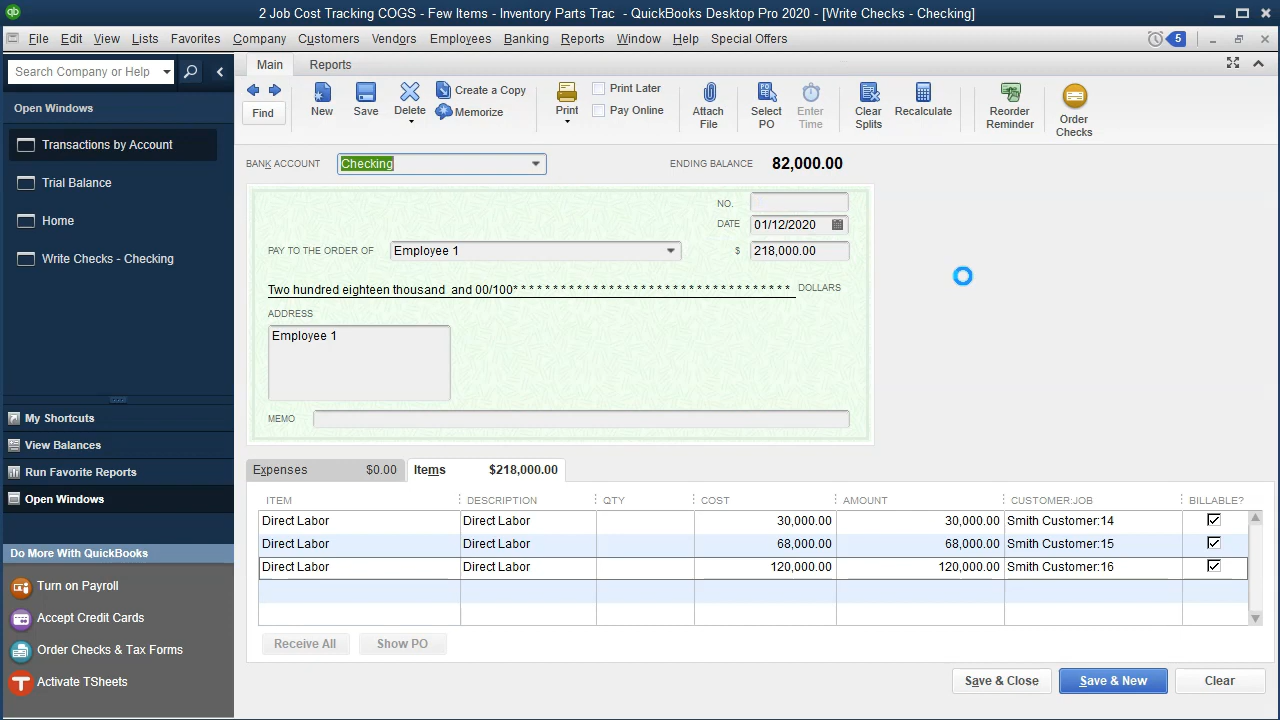 qb 2 Job Cost Tracking COGS - Few Items - Inventory Parts Trac - QuickBooks Desktop Pro 2020 - [Write Checks - Checking]
File Edit View Lists Favorites Company Customers Vendors Employees Banking Reports Window Help Special Offers 5
Search Company or Help
Open Windows
Transactions by Account
Trial Balance
Home
Write Checks - Checking
My Shortcuts
View Balances
Run Favorite Reports
Open Windows
Do More With QuickBooks
Turn on Payroll
Accept Credit Cards
Order Checks & Tax Forms
T Activate TSheets
Main Reports
Find
New
Save
Delete
Create a Copy
Memorize
Print
Print Later
Pay Online
Attach
File
Select
PO
Enter
Time
Clear
Splits
Recalculate
Reorder
Reminder
Order
Checks
BANK ACCOUNT Checking ENDING BALANCE 82,000.00
NO.
DATE 01/12/2020
PAY TO THE ORDER OF Employee 1 $ 218,000.00
Two hundred eighteen thousand and 00/100* * * * * * * * * * * * * * * * * * * * * * * * * * * * * * * * * * DOLLARS
ADDRESS
Employee 1
MEMO
Expenses $0.00 Items $218,000.00
ITEM DESCRIPTION QTY COST AMOUNT CUSTOMER:JOB BILLABLE?
Direct Labor Direct Labor 30,000.00 30,000.00 Smith Customer:14
Direct Labor Direct Labor 68,000.00 68,000.00 Smith Customer:15
Direct Labor Direct Labor 120,000.00 120,000.00 Smith Customer:16
Receive All Show PO
Save & Close Save & New Clear